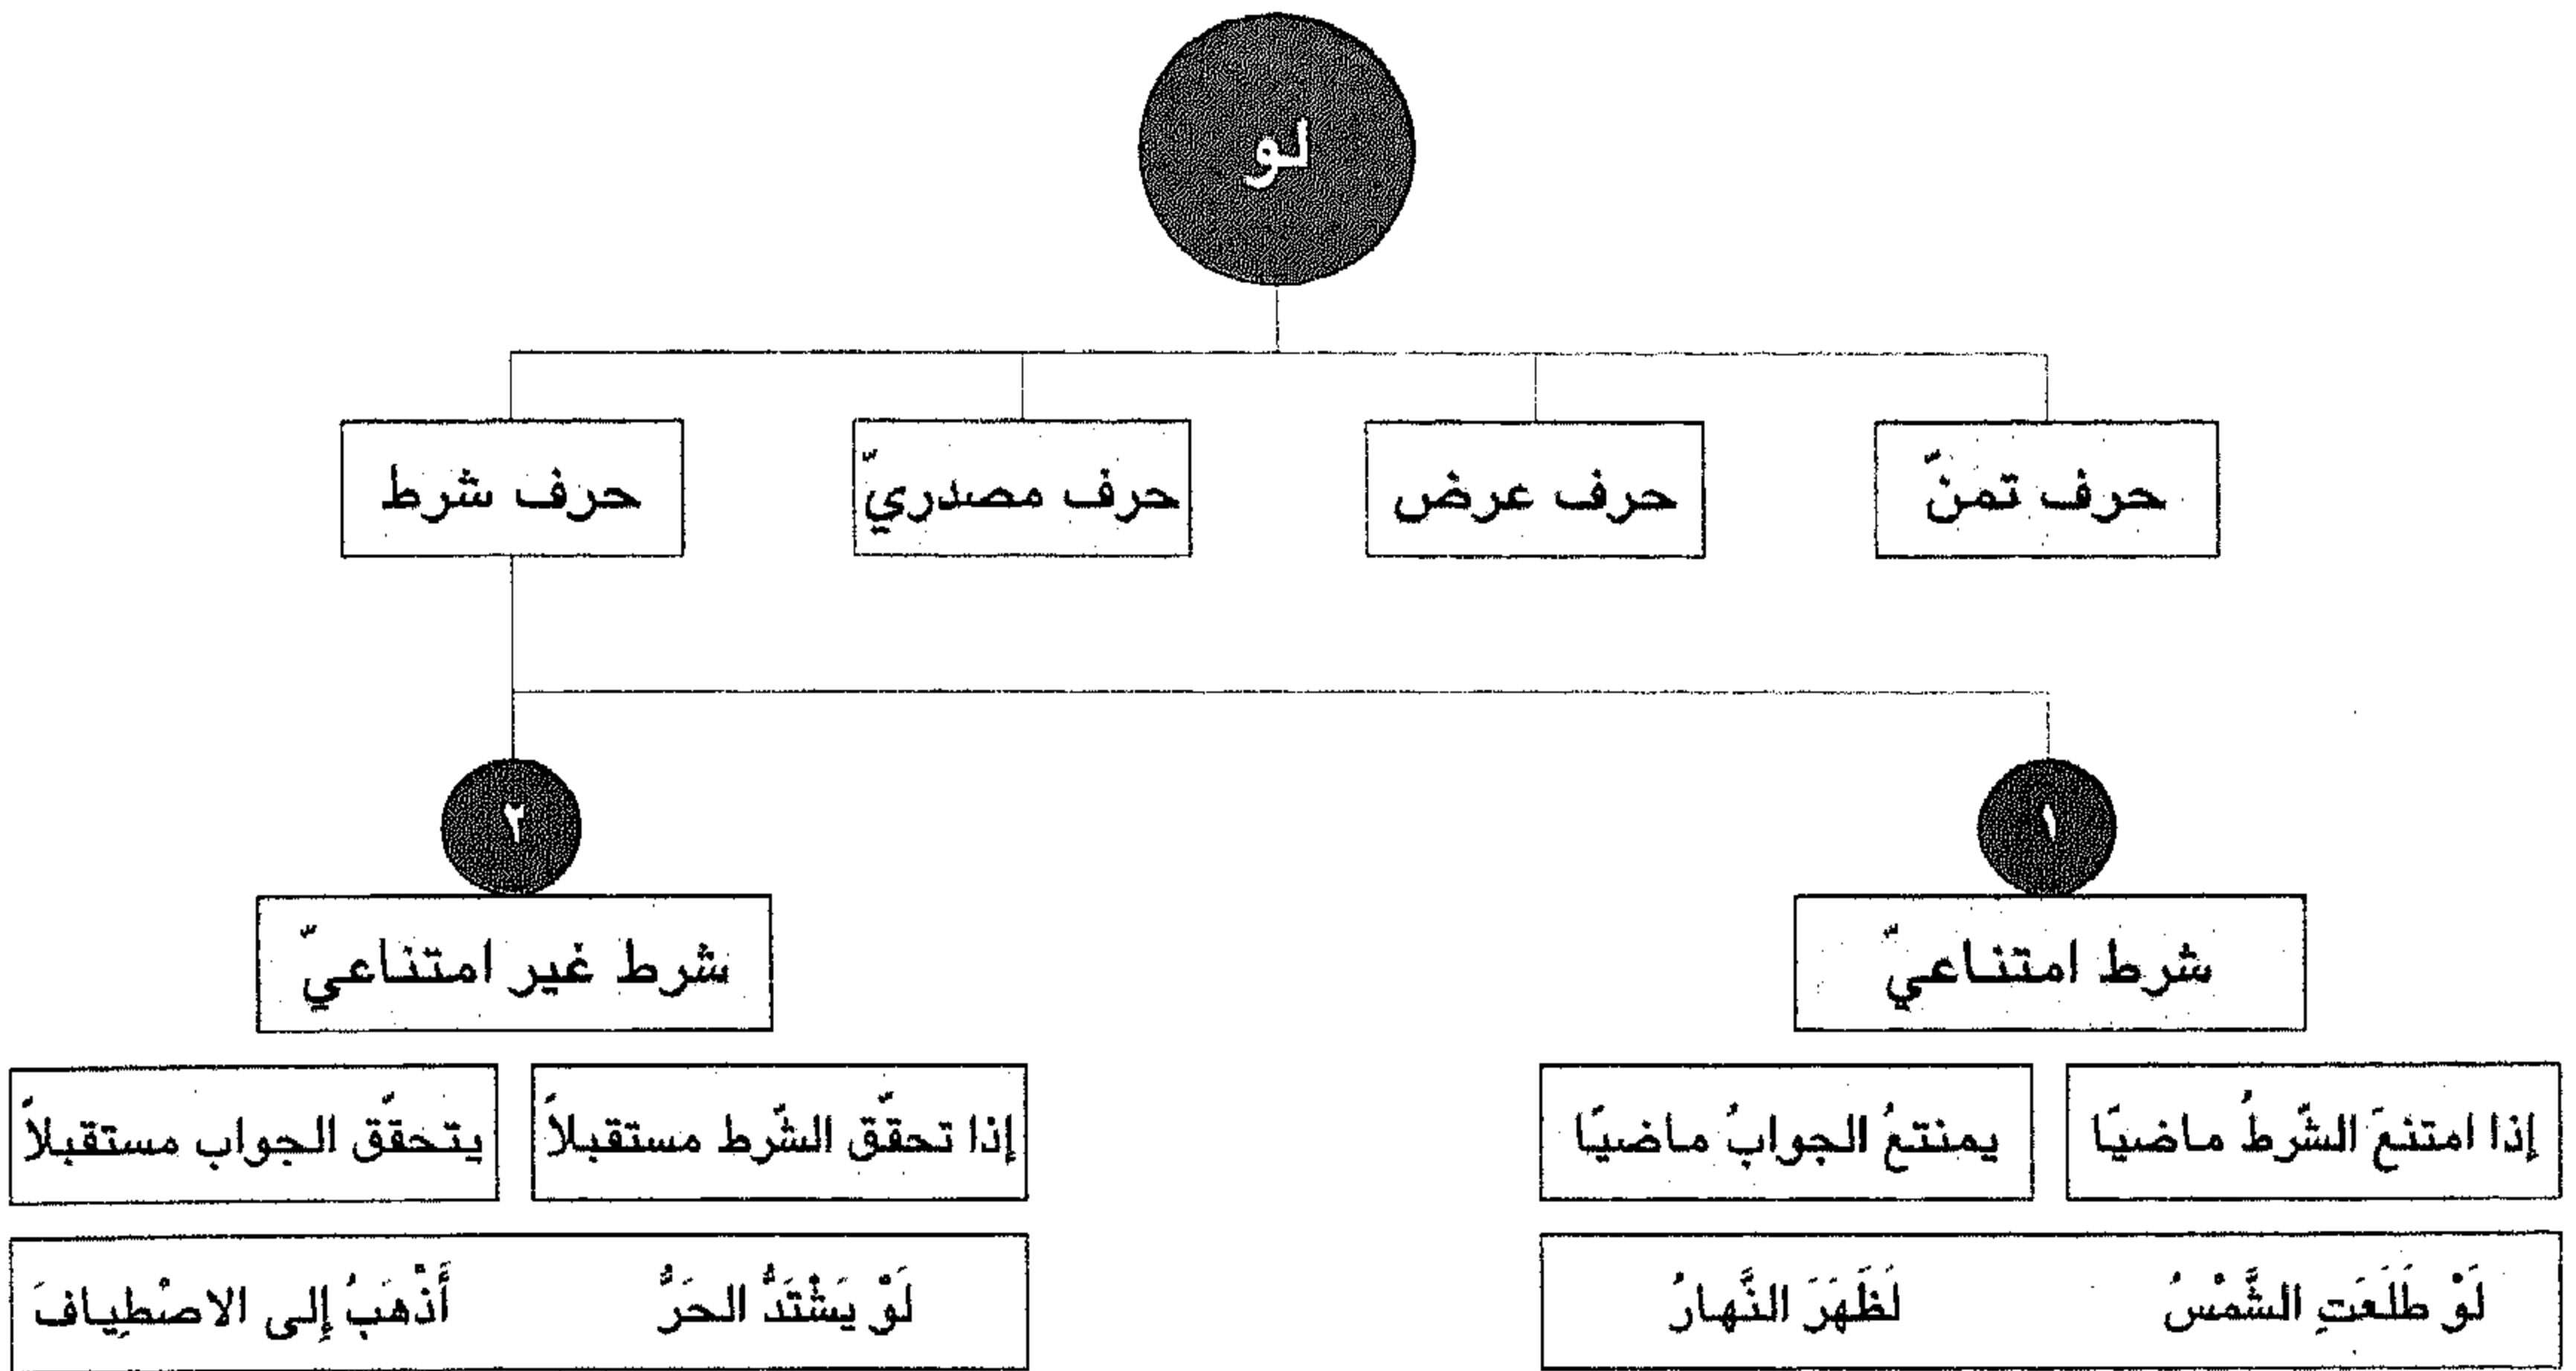 لو
حرف تمنّ
حرف عرض
حرف مصدريّ
حرف شرط
١
٢
شرط امتناعيّ
شرط غير امتناعيّ
إذا امتنعَ الشّرطُ ماضيًا
يمتنعُ الجوابُ ماضيًا
إذا تحقّق الشّرط مستقبلاً
يتحقّق الجواب مستقبلاً
لَوْ طَلَعَتِ الشَّمْسُ لَظَهَرَ النَّهارُ
لَوْ يَشْتَدُّ الحَرُّ أَذْهَبُ إِلى الاصْطِيافَ